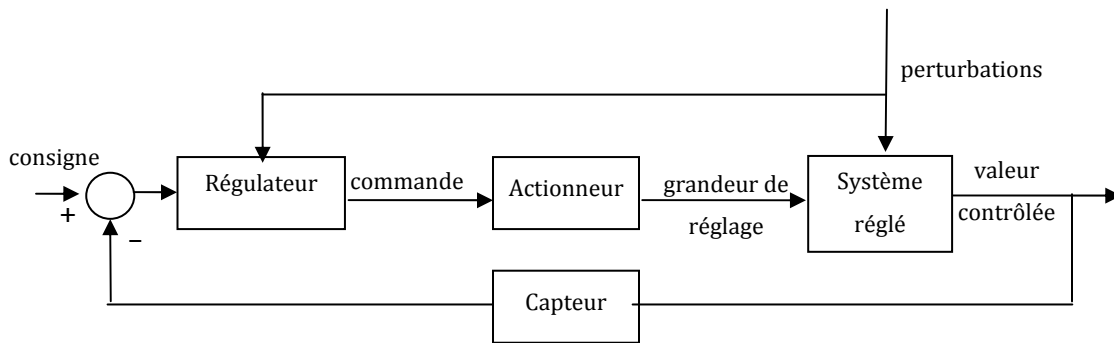 perturbations
consigne
+
−
Régulateur
commande
Actionneur
grandeur de
réglage
Système
réglé
valeur
contrôlée
Capteur